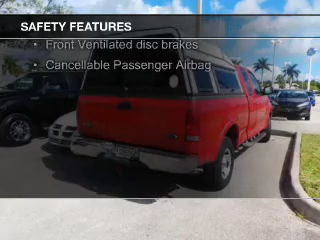 SAFETY FEATURES
• Front Ventilated disc brakes
• Cancellable Passenger Airbag